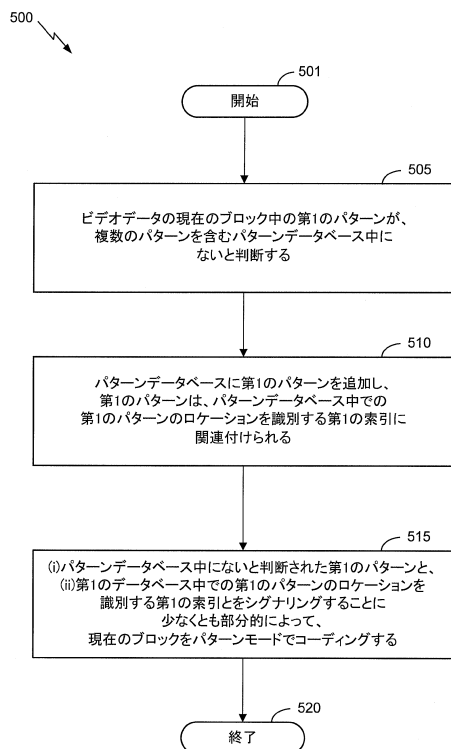 500
501
開始
505
ビデオデータの現在のブロック中の第1のパターンが、
複数のパターンを含むパターンデータベース中に
ないと判断する
510
パターンデータベースに第1のパターンを追加し、
第1のパターンは、パターンデータベース中での
第1のパターンのロケーションを識別する第1の索引に
関連付けられる
515
(i)パターンデータベース中にないと判断された第1のパターンと、
(ii)第1のデータベース中での第1のパターンのロケーションを
識別する第1の索引とをシグナリングすることに
少なくとも部分的によって、
現在のブロックをパターンモードでコーディングする
520
終了